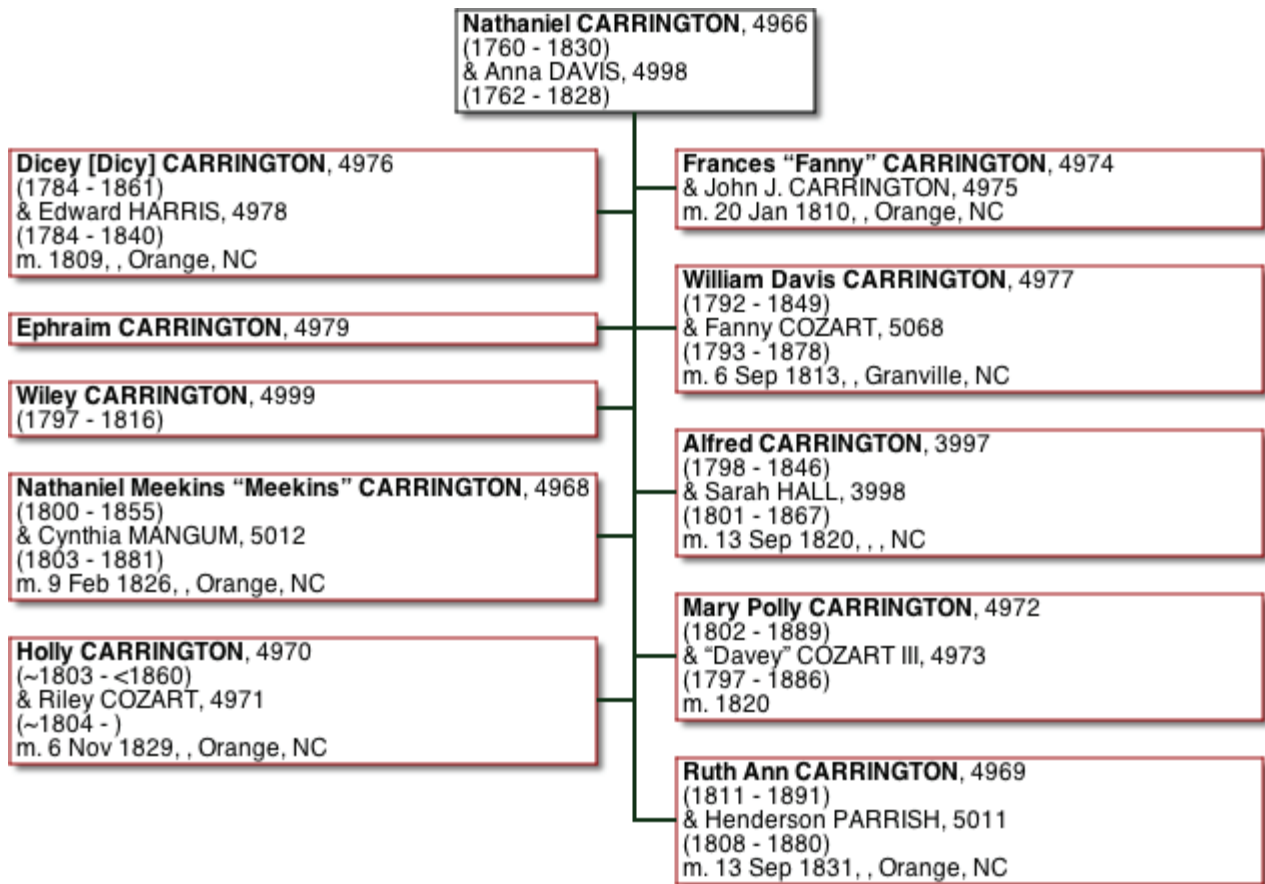 Nathaniel CARRINGTON, 4966
(1760 - 1830)
& Anna DAVIS, 4998
(1762 - 1828)
Dicey [Dicy] CARRINGTON, 4976
(1784 - 1861)
& Edward HARRIS, 4978
(1784 - 1840)
m. 1809, , Orange, NC
Frances “Fanny” CARRINGTON, 4974
& John J. CARRINGTON, 4975
m. 20 Jan 1810, , Orange, NC
Ephraim CARRINGTON, 4979
William Davis CARRINGTON, 4977
(1792 - 1849)
& Fanny COZART, 5068
(1793 - 1878)
m. 6 Sep 1813, , Granville, NC
Wiley CARRINGTON, 4999
(1797 - 1816)
Alfred CARRINGTON, 3997
(1798 - 1846)
& Sarah HALL, 3998
(1801 - 1867)
m. 13 Sep 1820, , , NC
Nathaniel Meekins “Meekins” CARRINGTON, 4968
(1800 - 1855)
& Cynthia MANGUM, 5012
(1803 - 1881)
m. 9 Feb 1826, , Orange, NC
Mary Polly CARRINGTON, 4972
(1802 - 1889)
& “Davey” COZART III, 4973
(1797 - 1886)
m. 1820
Holly CARRINGTON, 4970
(~1803 - <1860)
& Riley COZART, 4971
(~1804 - )
m. 6 Nov 1829, , Orange, NC
Ruth Ann CARRINGTON, 4969
(1811 - 1891)
& Henderson PARRISH, 5011
(1808 - 1880)
m. 13 Sep 1831, , Orange, NC